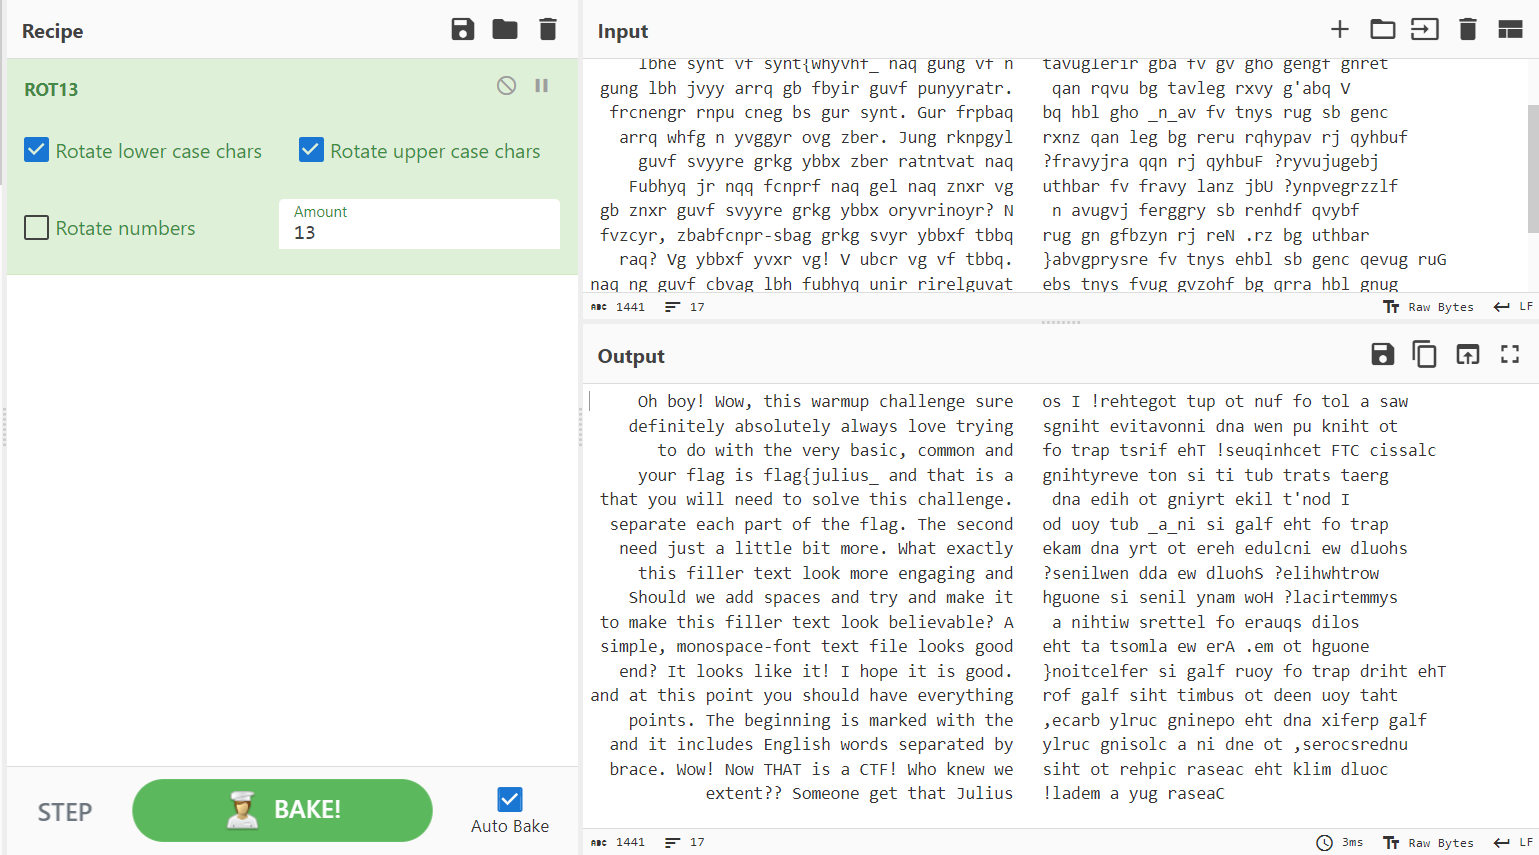 Recipe
ROT13
Rotate lower case chars
Rotate upper case chars
Rotate numbers
Amount
13
STEP
BAKE!
Auto Bake
Input
lbhe synt vf synt{whyvhf_ naq gung vf n tavuglerir gba fv gv gho gengf gnret
gung lbh jvyy arrq gb fbyir guvf punyyratr. qan rqvu bg tavleg rxvy g'abq V
frcnengr rnpu cneg bs gur synt. Gur frpbaq bq hbl gho _n_av fv tnys rug sb genc
arrq whfg n yvggyr ovg zber. Jung rknpgyl rxnz qan leg bg reru rqhypav rj qyhbuf
guvf svyyre grkg ybbx zber ratntvat naq ?fravyjra qqn rj qyhbuF ?ryvujugebj
Fubhyq jr nqq fcnprf naq gel naq znxr vg uthbar fv fravy lanz jbU ?ynpvegrzzlf
gb znxr guvf svyyre grkg ybbx oryvrinoyr? N n avugvj ferggry sb renhdf qvybf
fvzcyr, zbabfcnpr-sbag grkg svyr ybbxf tbbq rug gn gfbzyn rj reN .rz bg uthbar
raq? Vg ybbxf yvxr vg! V ubcr vg vf tbbq. }abvgprysre fv tnys ehbl sb genc qevug ruG
naq ng guvf cbvag lbh fubhyq unir rirelguvat ebs tnys fvug gvzohf bg qrra hbl gnug
1441 17 Raw Bytes LF
Output
Oh boy! Wow, this warmup challenge sure os I !rehtegot tup ot nuf fo tol a saw
definitely absolutely always love trying sgniht evitavonni dna wen pu kniht ot
to do with the very basic, common and fo trap tsrif ehT !seuqinhcet FTC cissalc
your flag is flag{julius_ and that is a gnihtyreve ton si ti tub trats taerg
that you will need to solve this challenge. dna edih ot gniyrt ekil t'nod I
separate each part of the flag. The second od uoy tub _a_ni si galf eht fo trap
need just a little bit more. What exactly ekam dna yrt ot ereh edulcni ew dluohs
this filler text look more engaging and ?senilwen dda ew dluohS ?elihwhtrow
Should we add spaces and try and make it hguone si senil ynam woH ?lacirtemmys
to make this filler text look believable? A a nihtiw srettel fo erauqs dilos
simple, monospace-font text file looks good eht ta tsomla ew erA .em ot hguone
end? It looks like it! I hope it is good. }noitcelfer si galf ruoy fo trap driht ehT
and at this point you should have everything rof galf siht timbus ot deen uoy taht
points. The beginning is marked with the ,ecarb ylruc gninepo eht dna xiferp galf
and it includes English words separated by ylruc gnisolc a ni dne ot ,serocsrednu
brace. Wow! Now THAT is a CTF! Who knew we siht ot rehpic raseac eht klim dluoc
extent?? Someone get that Julius !ladem a yug raseaC
1441 17 3ms Raw Bytes LF